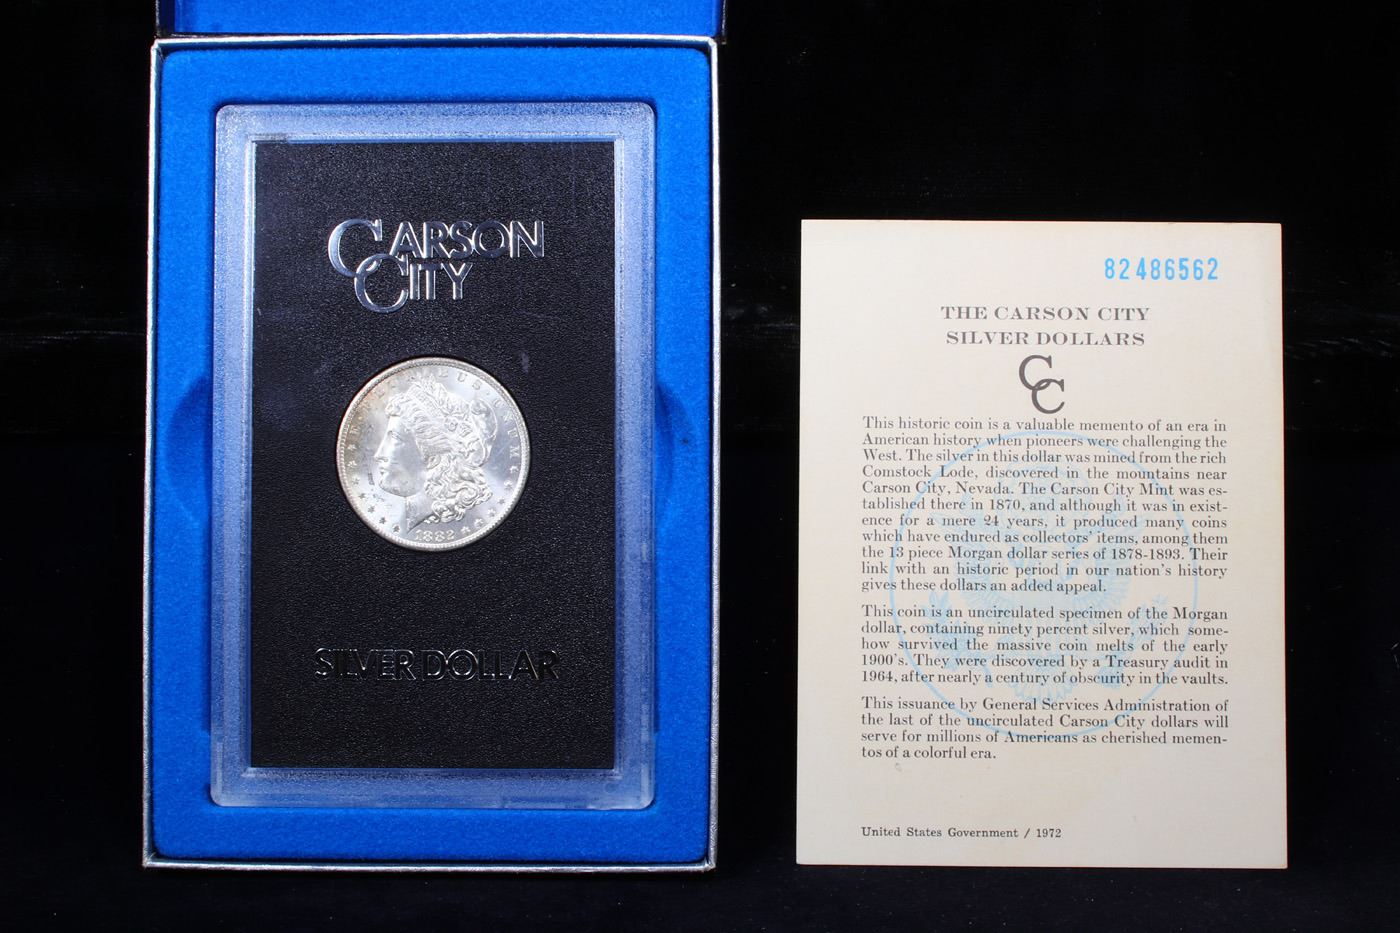 CARSON
CITY
E·PLURIBUS·UNUM
1882
SILVER DOLLAR
82486562
THE CARSON CITY
SILVER DOLLARS
CC
This historic coin is a valuable memento of an era in
American history when pioneers were challenging the
West. The silver in this dollar was mined from the rich
Comstock Lode, discovered in the mountains near
Carson City, Nevada. The Carson City Mint was es-
tablished there in 1870, and although it was in exist-
ence for a mere 24 years, it produced many coins
which have endured as collectors' items, among them
the 13 piece Morgan dollar series of 1878-1893. Their
link with an historic period in our nation's history
gives these dollars an added appeal.
This coin is an uncirculated specimen of the Morgan
dollar, containing ninety percent silver, which some-
how survived the massive coin melts of the early
1900's. They were discovered by a Treasury audit in
1964, after nearly a century of obscurity in the vaults.
This issuance by General Services Administration of
the last of the uncirculated Carson City dollars will
serve for millions of Americans as cherished memen-
tos of a colorful era.
United States Government / 1972